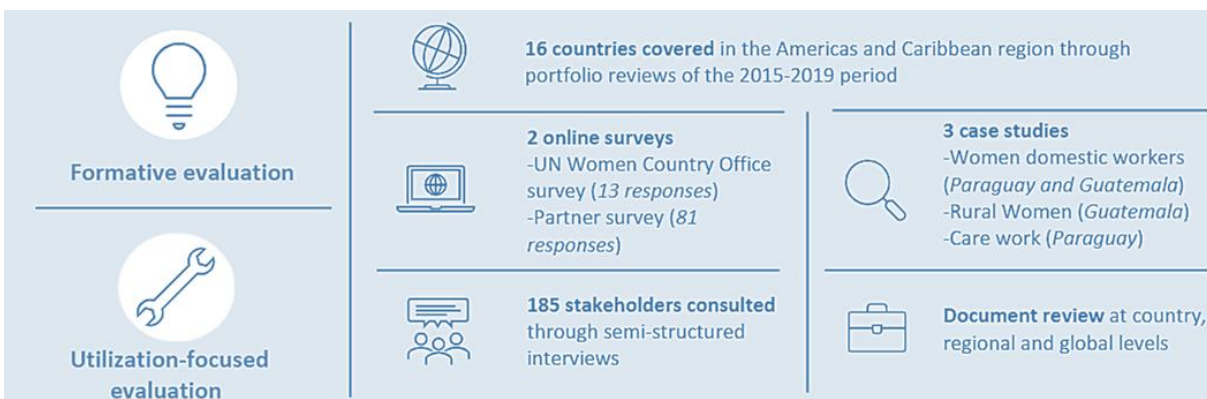 Formative evaluation
Utilization-focused
evaluation
16 countries covered in the Americas and Caribbean region through
portfolio reviews of the 2015-2019 period
2 online surveys
-UN Women Country Office
survey (13 responses)
-Partner survey (81
responses)
3 case studies
-Women domestic workers
(Paraguay and Guatemala)
-Rural Women (Guatemala)
-Care work (Paraguay)
185 stakeholders consulted
through semi-structured
interviews
Document review at country,
regional and global levels